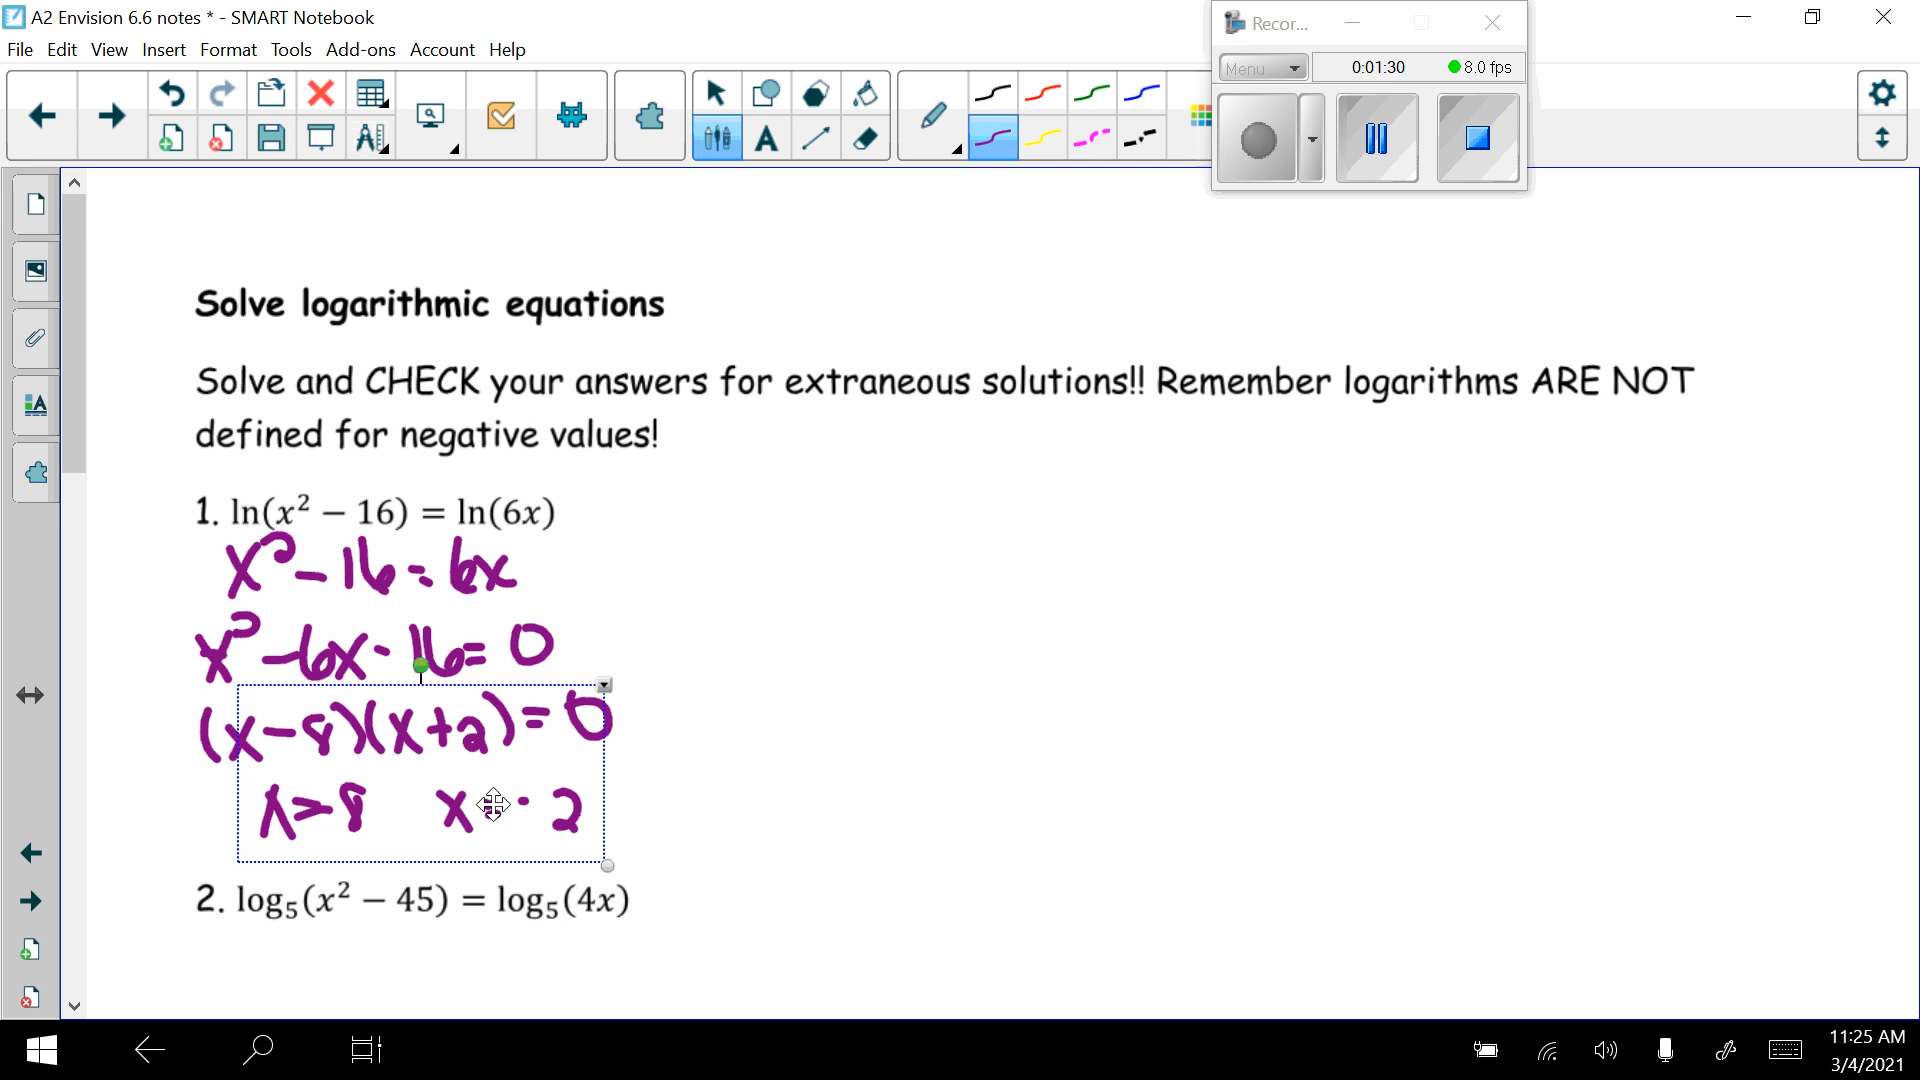 A2 Envision 6.6 notes * - SMART Notebook
File Edit View Insert Format Tools Add-ons Account Help
Recor...
Menu 0:01:30 8.0 fps
Solve logarithmic equations
Solve and CHECK your answers for extraneous solutions!! Remember logarithms ARE NOT
defined for negative values!
1. ln(x² − 16) = ln(6x)
x² - 16 = 6x
x² - 6x - 16 = 0
(x - 8)(x + 2) = 0
x = 8 x = - 2
2. log₅(x² − 45) = log₅(4x)
11:25 AM
3/4/2021